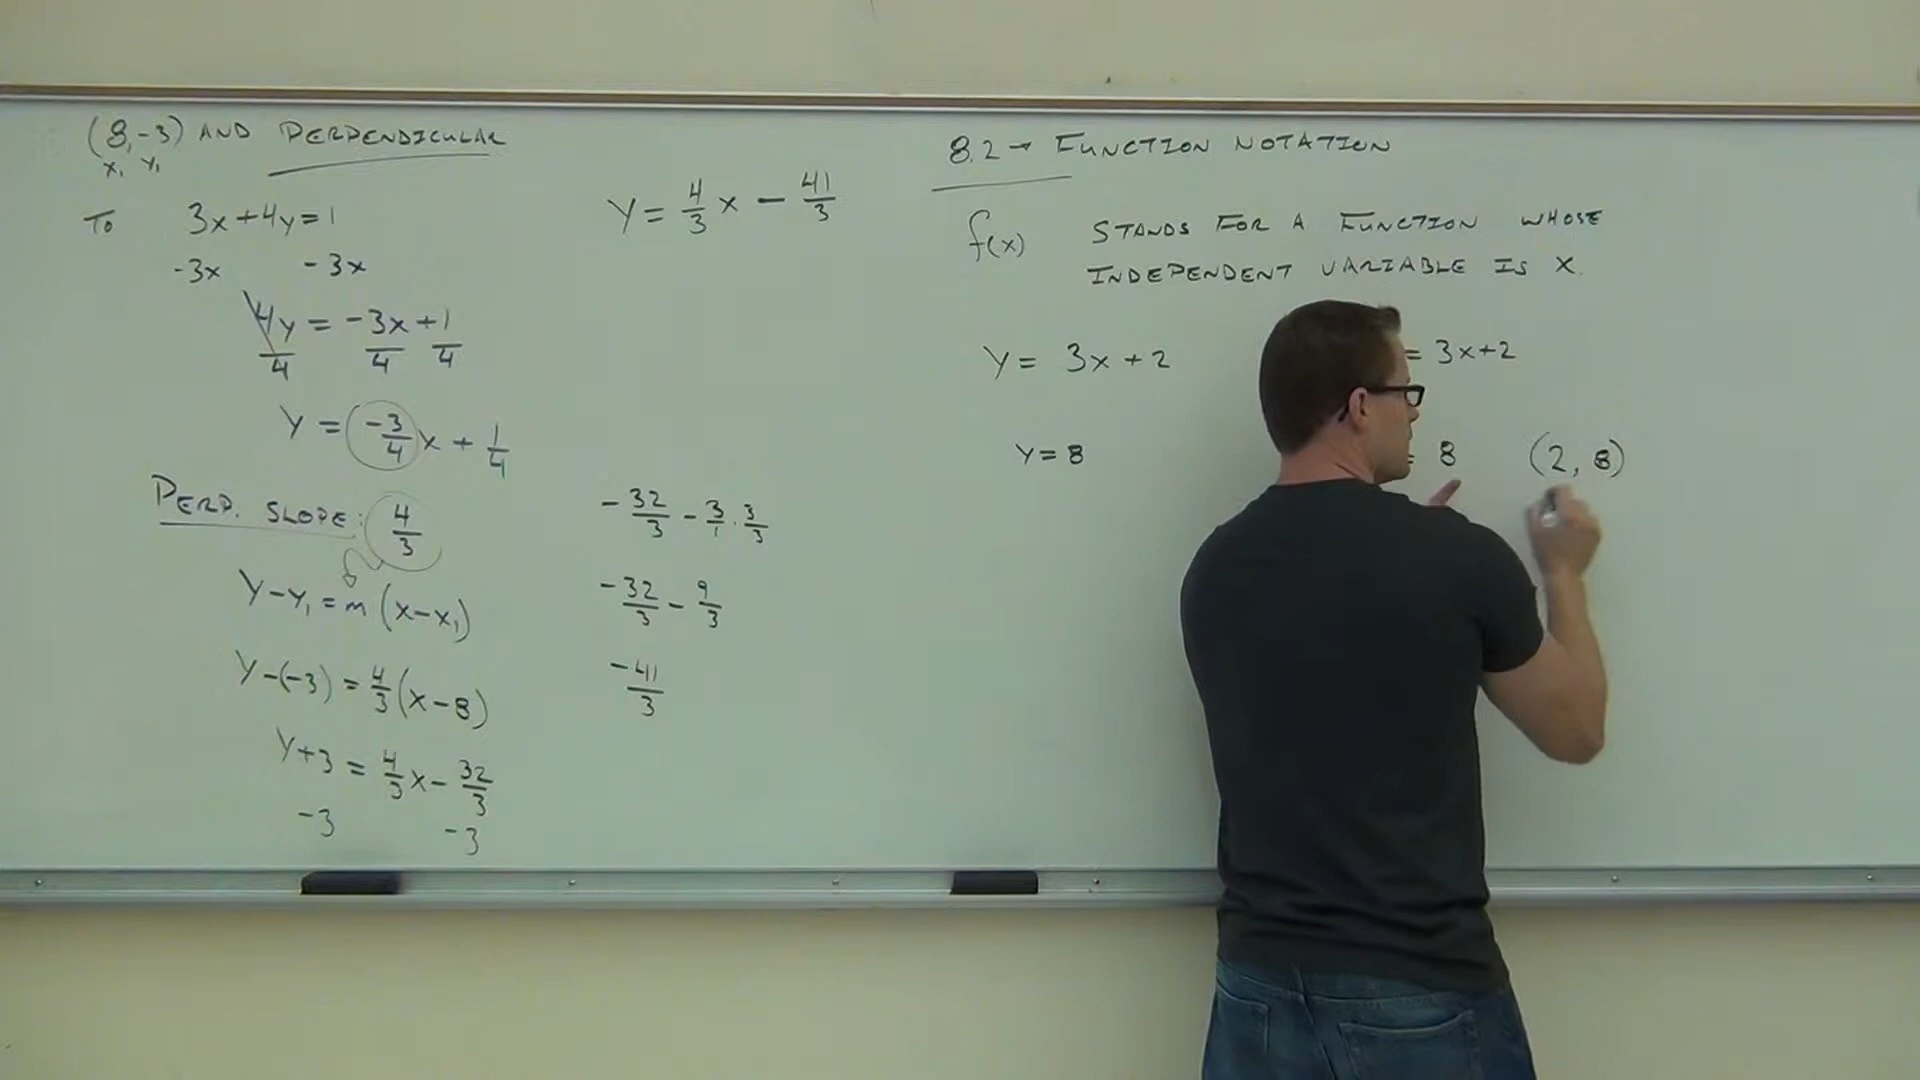 (8,-3) AND PERPENDICULAR
x₁ y₁
TO 3x+4y=1
-3x -3x
4y/4 = -3x/4 + 1/4
y = -3/4 x + 1/4
PERP. SLOPE: 4/3
y-y₁ = m(x-x₁)
y-(-3) = 4/3(x-8)
y+3 = 4/3x - 32/3
-3 -3
y = 4/3 x - 41/3
-32/3 - 3/1 · 3/3
-32/3 - 9/3
-41/3
8.2 → FUNCTION NOTATION
f(x) STANDS FOR A FUNCTION WHOSE
INDEPENDENT VARIABLE IS X.
y = 3x+2 = 3x+2
y = 8 = 8 (2, 8)